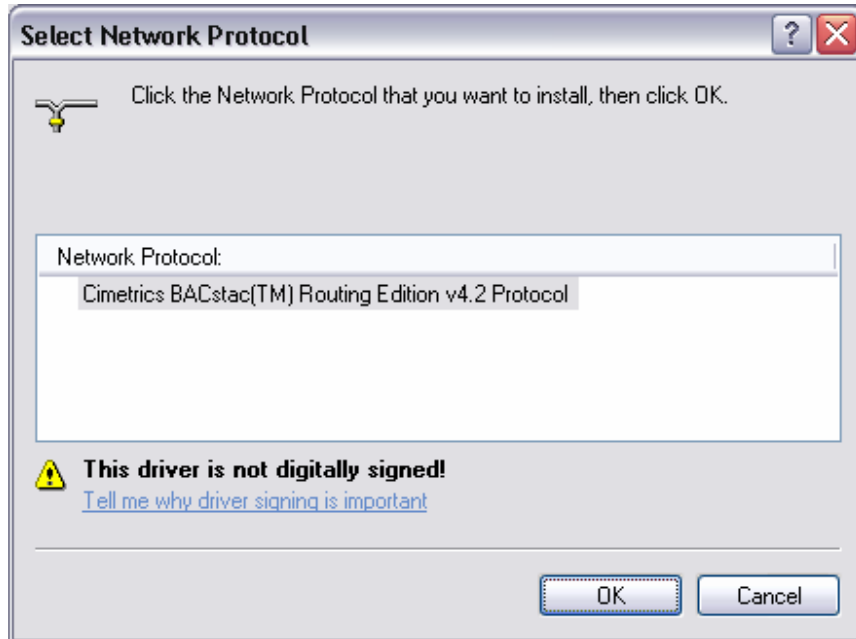 Select Network Protocol
?
Click the Network Protocol that you want to install, then click OK.
Network Protocol:
Cimetrics BACstac(TM) Routing Edition v4.2 Protocol
This driver is not digitally signed!
Tell me why driver signing is important
OK
Cancel